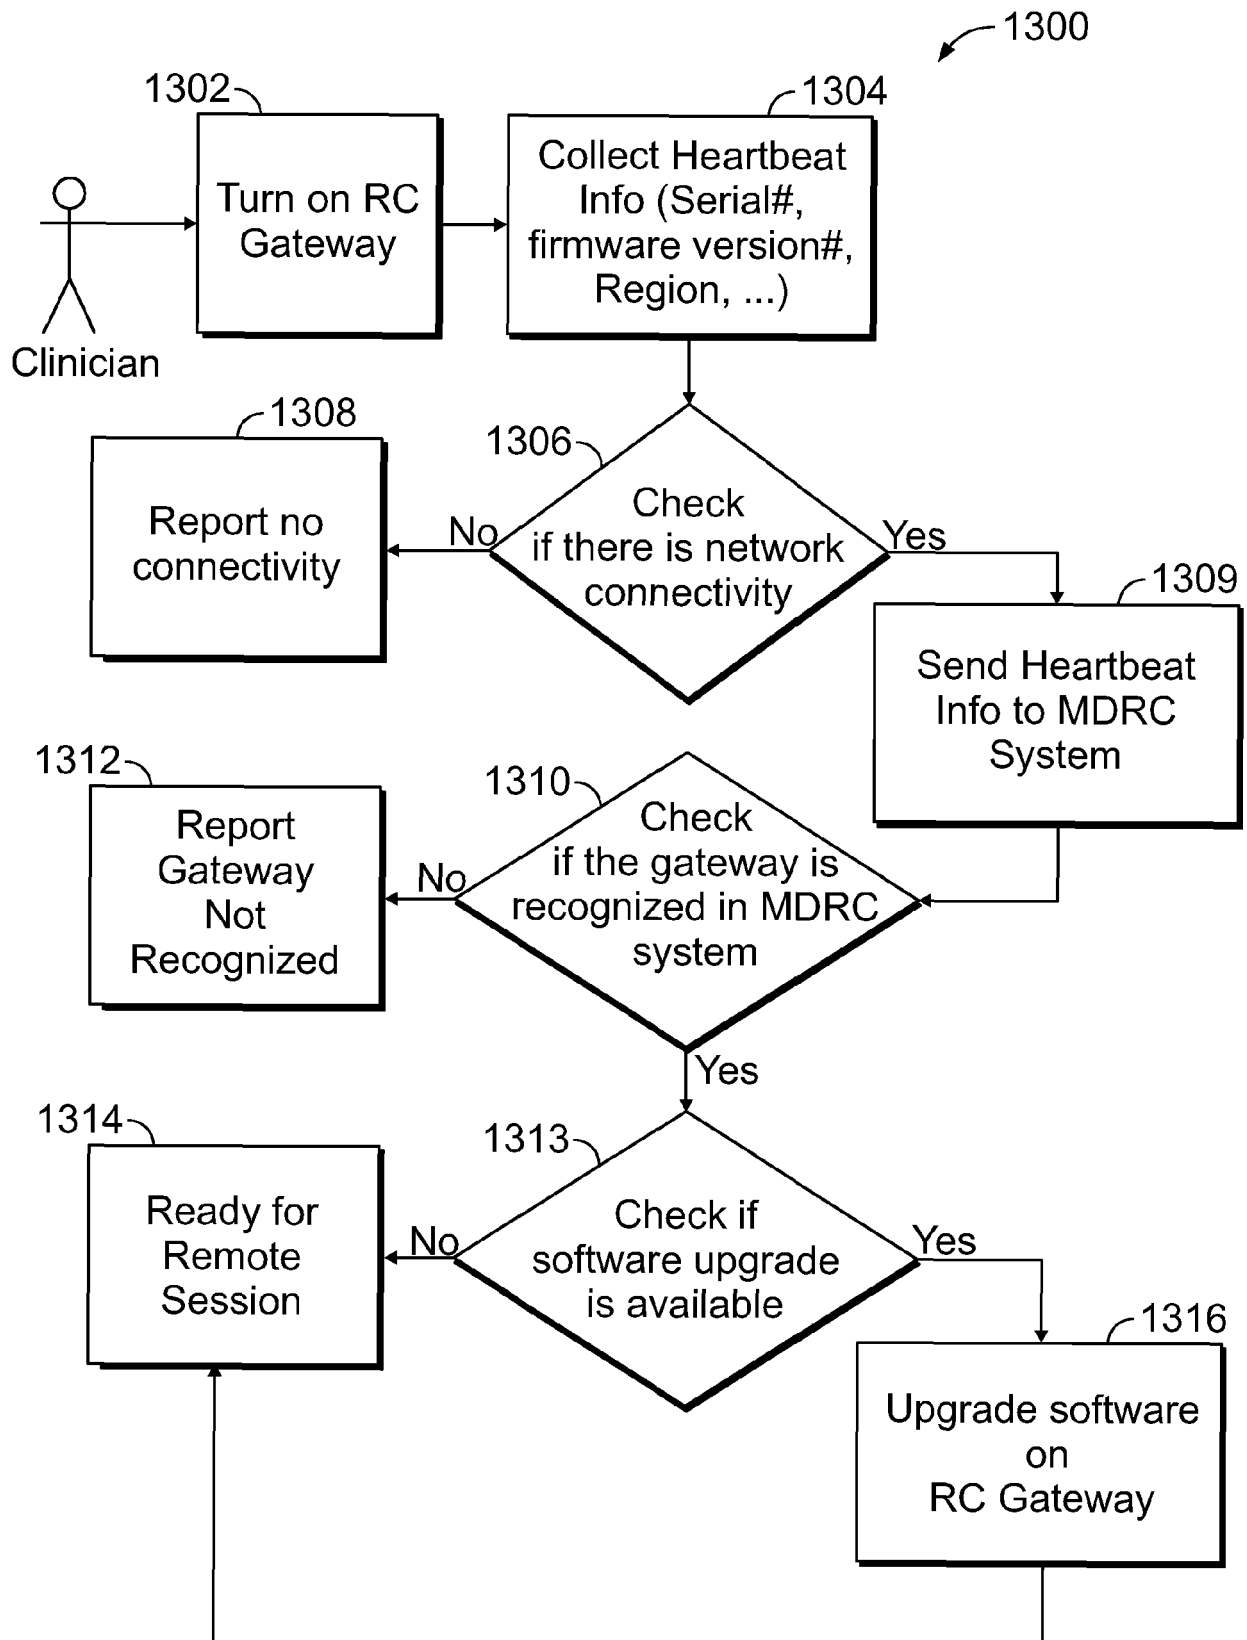 1300
1302
Turn on RC
Gateway
1304
Collect Heartbeat
Info (Serial#,
firmware version#,
Region, ...)
Clinician
1306
Check
if there is network
connectivity
No
Yes
1308
Report no
connectivity
1309
Send Heartbeat
Info to MDRC
System
1310
Check
if the gateway is
recognized in MDRC
system
No
Yes
1312
Report
Gateway
Not
Recognized
1313
Check if
software upgrade
is available
No
Yes
1314
Ready for
Remote
Session
1316
Upgrade software
on
RC Gateway